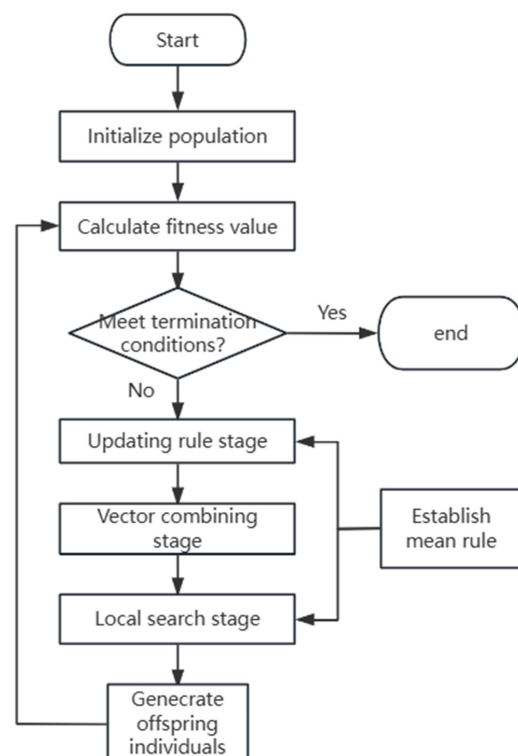 Start
Initialize population
Calculate fitness value
Meet termination
conditions?
Yes
end
No
Updating rule stage
Vector combining
stage
Establish
mean rule
Local search stage
Genecrate
offspring
individuals